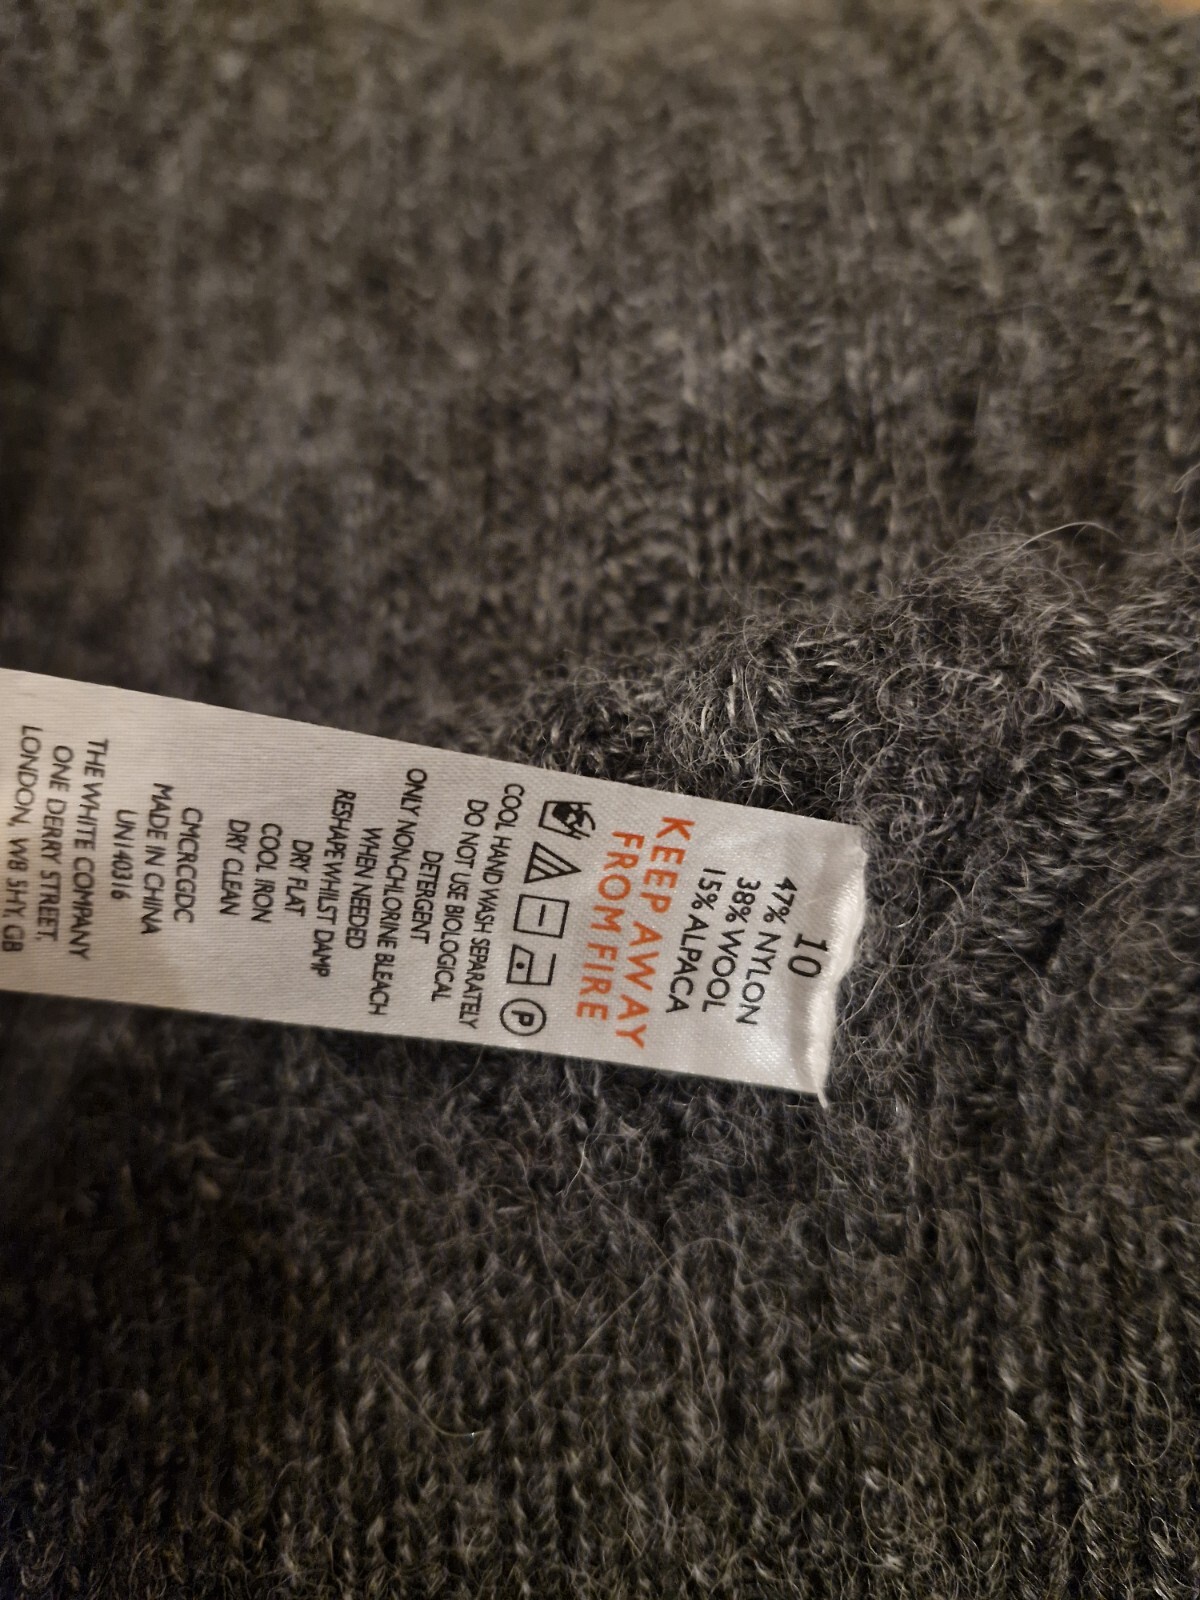 10
47% NYLON
38% WOOL
15% ALPACA
KEEP AWAY
FROM FIRE
P
COOL HAND WASH SEPARATELY
DO NOT USE BIOLOGICAL
DETERGENT
ONLY NON-CHLORINE BLEACH
WHEN NEEDED
RESHAPE WHILST DAMP
DRY FLAT
COOL IRON
DRY CLEAN
CMCRCGDC
MADE IN CHINA
UN140316
THE WHITE COMPANY
ONE DERRY STREET,
LONDON, W8 5HY, GB